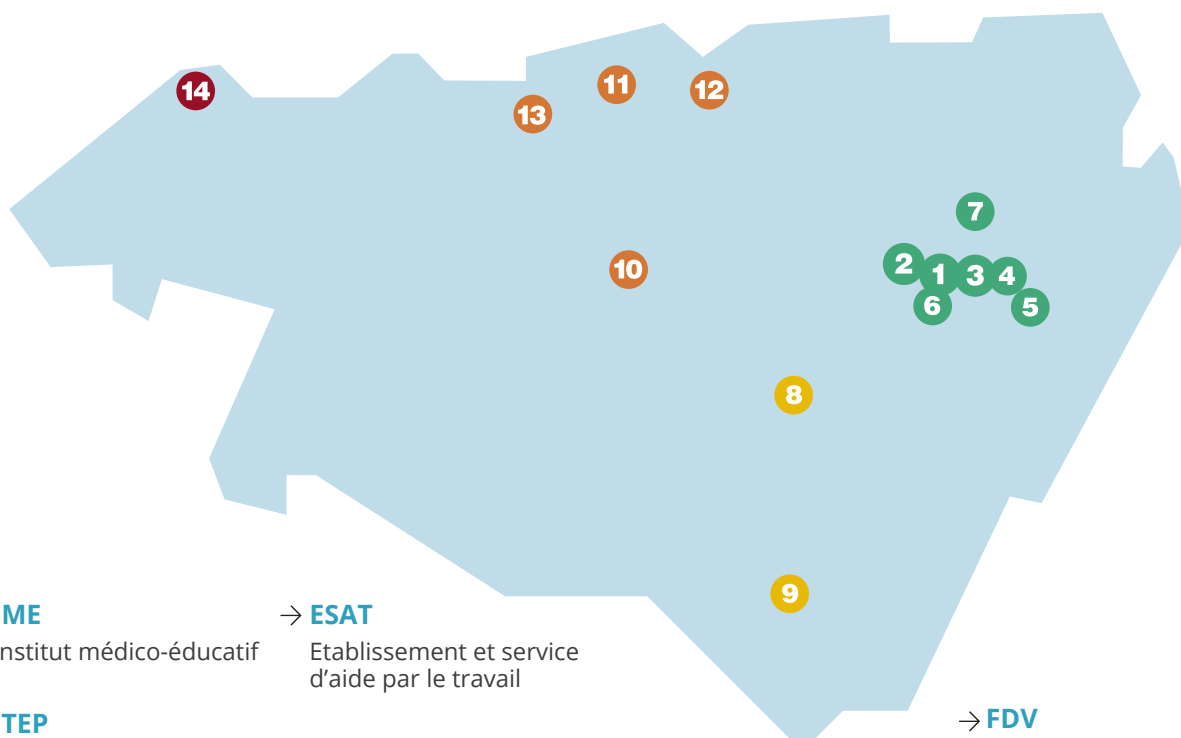 14
11
12
13
7
2
1
3
4
10
6
5
8
9
ME
→ ESAT
nstitut médico-éducatif
Etablissement et service
d'aide par le travail
TEP
→ FDV